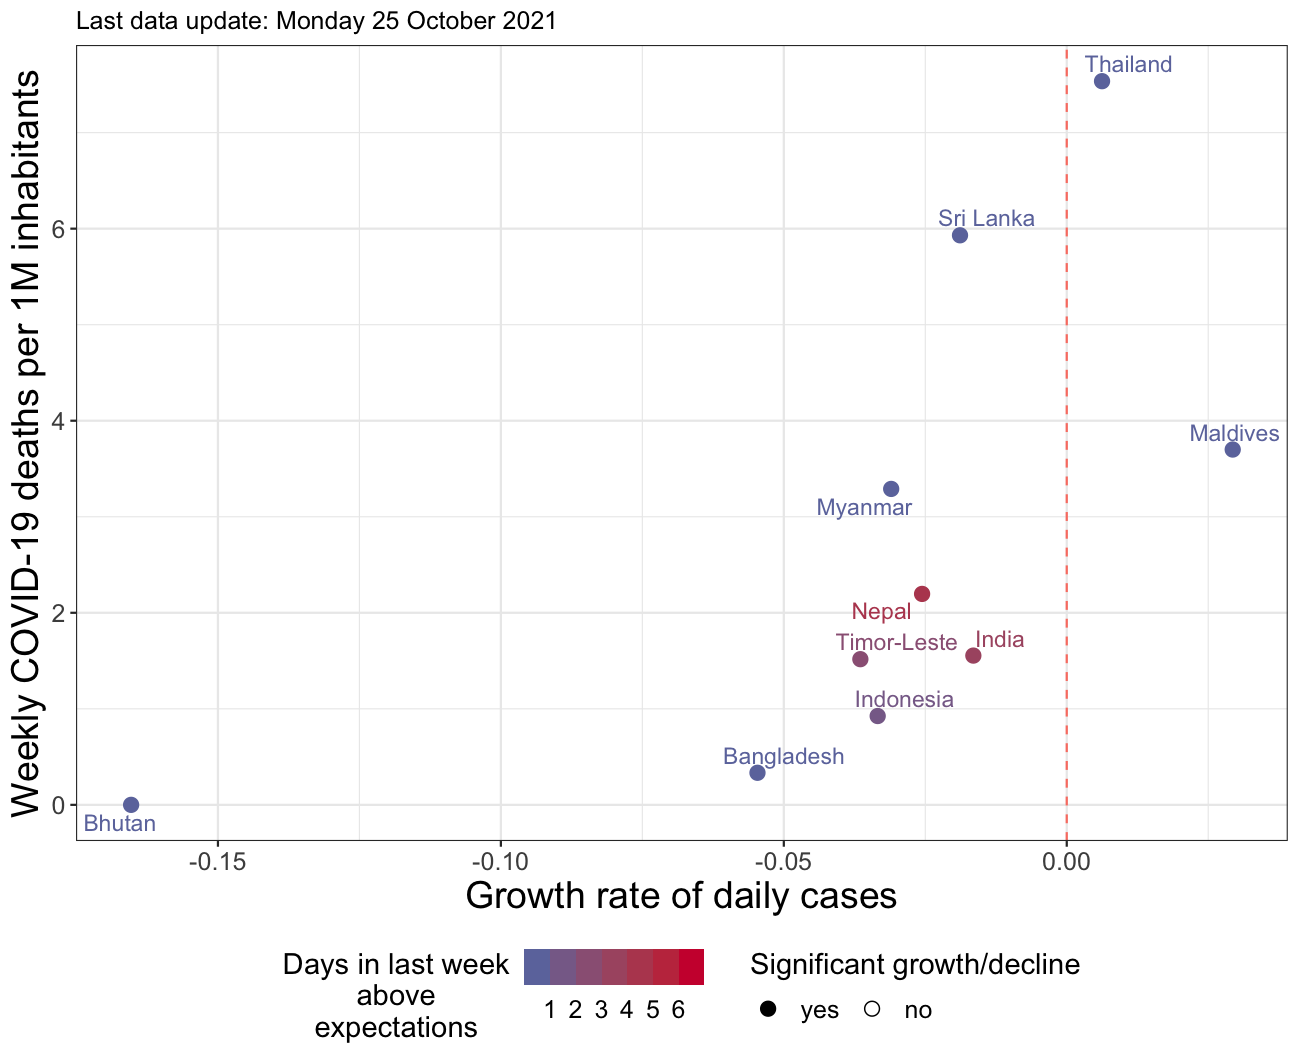 Last data update: Monday 25 October 2021
Weekly COVID-19 deaths per 1M inhabitants
Thailand
6
Sri Lanka
4
Maldives
Myanmar
2
Nepal
Timor-Leste
India
Indonesia
Bangladesh
0
Bhutan
-0.15
-0.10
-0.05
0.00
Growth rate of daily cases
Days in last week
above
expectations
1 2 3 4 5 6
Significant growth/decline
yes
no